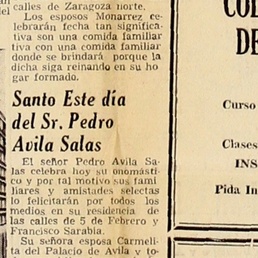 calles de Zaragoza norte.
Los esposos Monarrez ce-
lebrarán fecha tan significa-
tiva son una comida familiar
tiva con una comida familiar
donde se brindará porque la
dicha siga reinando en su ho
gar formado.
Santo Este día
del Sr. Pedro
Avila Salas
El señor Pedro Avila Sa-
las celebra hoy su onomásti-
co y por tal motivo sus fami
liares y amistades selectas
lo felicitarán por todos los
medios en su residencia de
las calles de 5 de Febrero y
Francisco Sarabia.
Su señora esposa Carmeli-
ta del Palacio de Avila y to-
COL
DE
Curso
Clases
INS
Pida In